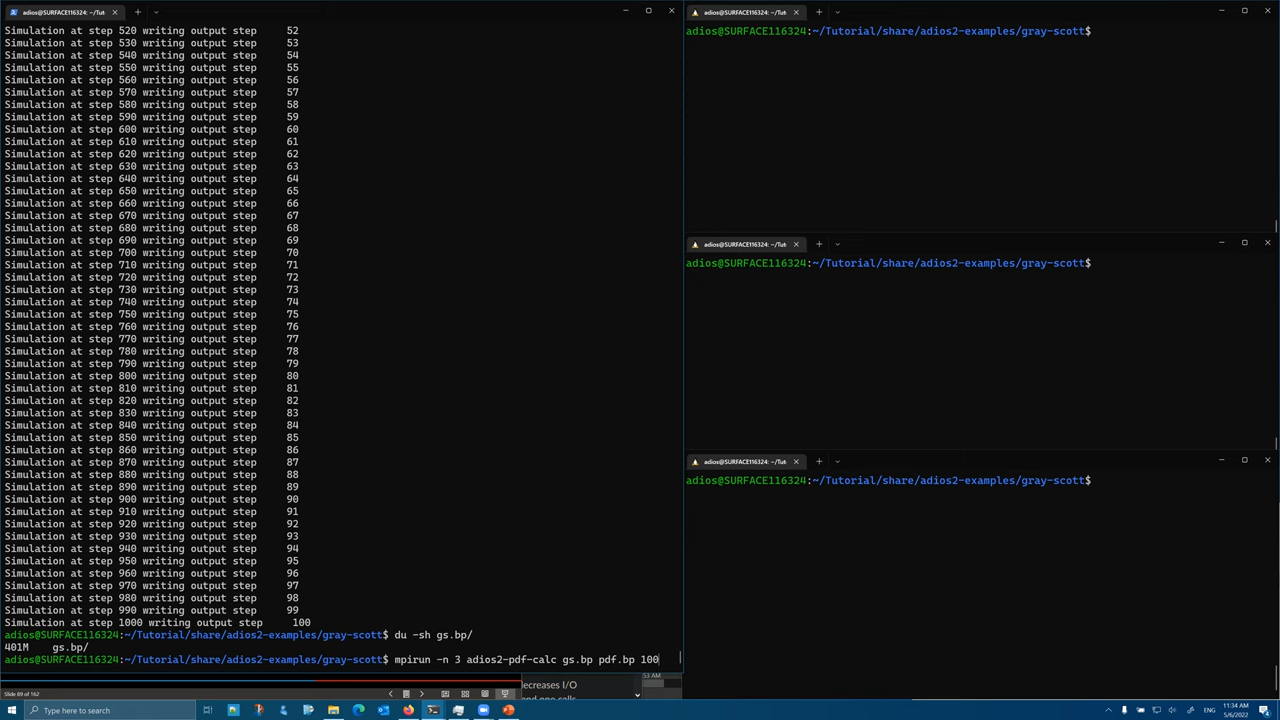 adios@SURFACE116324: ~/Tut
Simulation at step 520 writing output step     52
Simulation at step 530 writing output step     53
Simulation at step 540 writing output step     54
Simulation at step 550 writing output step     55
Simulation at step 560 writing output step     56
Simulation at step 570 writing output step     57
Simulation at step 580 writing output step     58
Simulation at step 590 writing output step     59
Simulation at step 600 writing output step     60
Simulation at step 610 writing output step     61
Simulation at step 620 writing output step     62
Simulation at step 630 writing output step     63
Simulation at step 640 writing output step     64
Simulation at step 650 writing output step     65
Simulation at step 660 writing output step     66
Simulation at step 670 writing output step     67
Simulation at step 680 writing output step     68
Simulation at step 690 writing output step     69
Simulation at step 700 writing output step     70
Simulation at step 710 writing output step     71
Simulation at step 720 writing output step     72
Simulation at step 730 writing output step     73
Simulation at step 740 writing output step     74
Simulation at step 750 writing output step     75
Simulation at step 760 writing output step     76
Simulation at step 770 writing output step     77
Simulation at step 780 writing output step     78
Simulation at step 790 writing output step     79
Simulation at step 800 writing output step     80
Simulation at step 810 writing output step     81
Simulation at step 820 writing output step     82
Simulation at step 830 writing output step     83
Simulation at step 840 writing output step     84
Simulation at step 850 writing output step     85
Simulation at step 860 writing output step     86
Simulation at step 870 writing output step     87
Simulation at step 880 writing output step     88
Simulation at step 890 writing output step     89
Simulation at step 900 writing output step     90
Simulation at step 910 writing output step     91
Simulation at step 920 writing output step     92
Simulation at step 930 writing output step     93
Simulation at step 940 writing output step     94
Simulation at step 950 writing output step     95
Simulation at step 960 writing output step     96
Simulation at step 970 writing output step     97
Simulation at step 980 writing output step     98
Simulation at step 990 writing output step     99
Simulation at step 1000 writing output step     100
adios@SURFACE116324:~/Tutorial/share/adios2-examples/gray-scott$ du -sh gs.bp/
401M    gs.bp/
adios@SURFACE116324:~/Tutorial/share/adios2-examples/gray-scott$ mpirun -n 3 adios2-pdf-calc gs.bp pdf.bp 100
adios@SURFACE116324: ~/Tut
adios@SURFACE116324:~/Tutorial/share/adios2-examples/gray-scott$
adios@SURFACE116324: ~/Tut
adios@SURFACE116324:~/Tutorial/share/adios2-examples/gray-scott$
adios@SURFACE116324: ~/Tut
adios@SURFACE116324:~/Tutorial/share/adios2-examples/gray-scott$
decreases I/O
and one calls
:53 AM
Slide 89 of 162
Type here to search
ENG
11:34 AM
5/6/2022